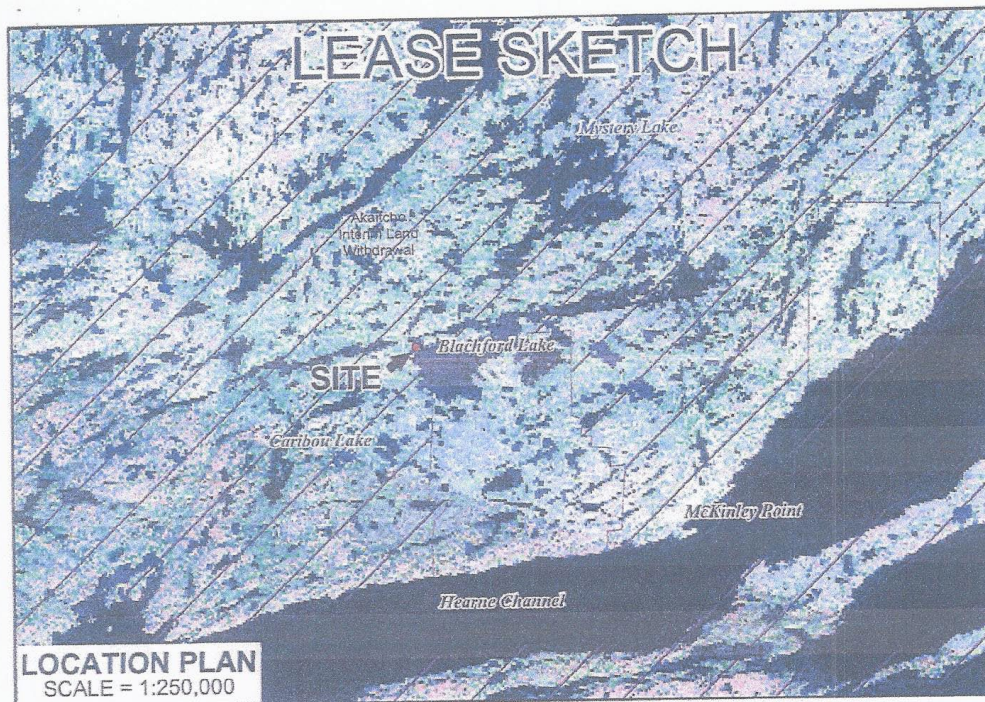 LEASE SKETCH
Mystery Lake
Akaitcho
Interim Land
Withdrawal
Blachford Lake
SITE
Caribou Lake
McKinley Point
Hearne Channel
LOCATION PLAN
SCALE = 1:250,000